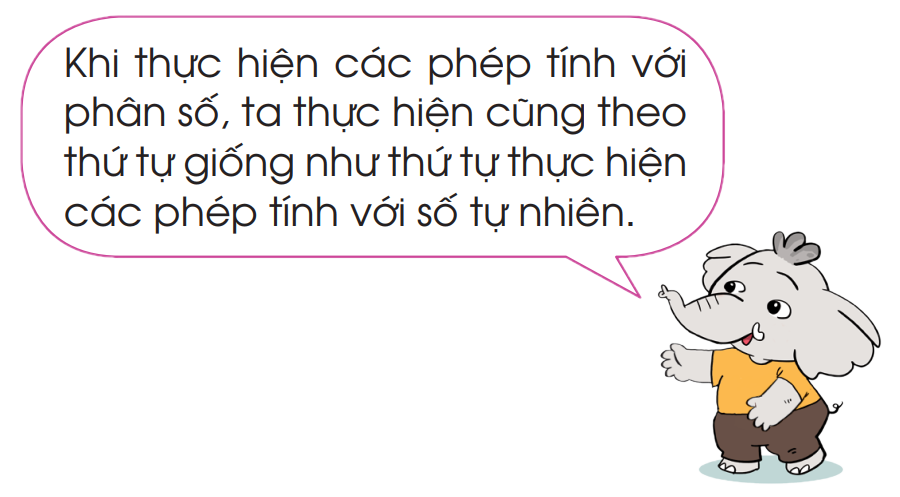 Khi thực hiện các phép tính với
phân số, ta thực hiện cũng theo
thứ tự giống như thứ tự thực hiện
các phép tính với số tự nhiên.